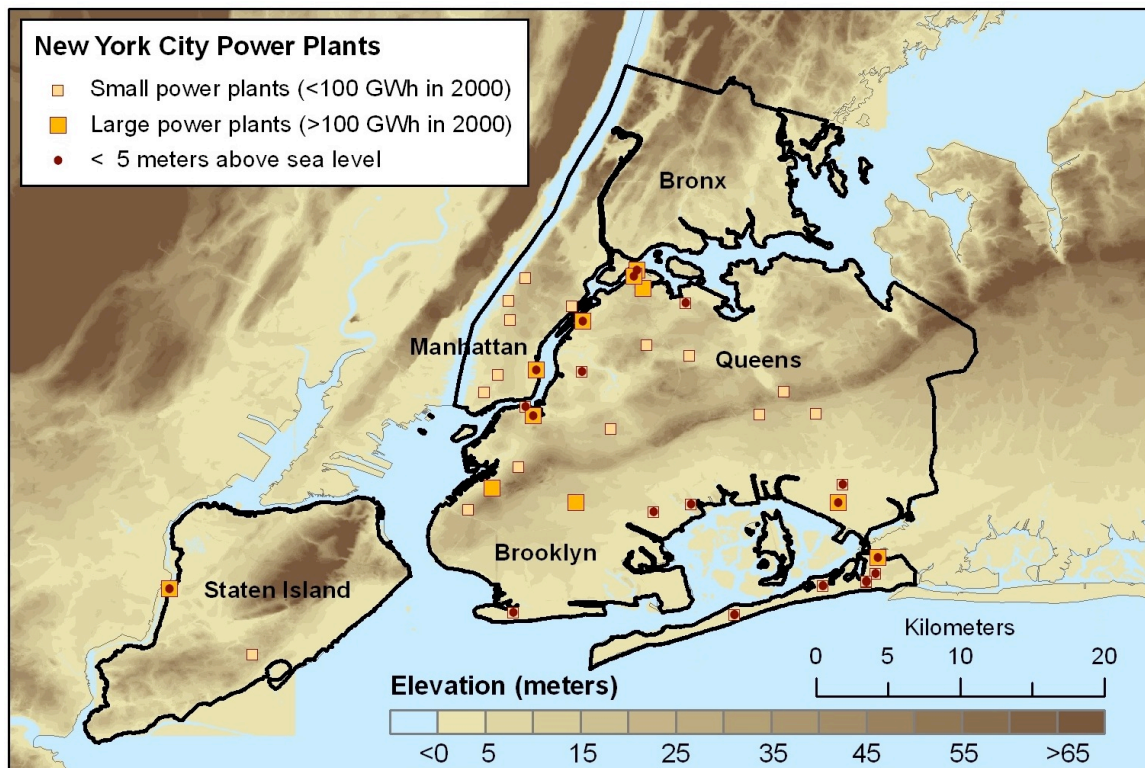 New York City Power Plants
Small power plants (<100 GWh in 2000)
Large power plants (>100 GWh in 2000)
< 5 meters above sea level
Bronx
Manhattan
Queens
Brooklyn
Staten Island
Kilometers
0 5 10 20
Elevation (meters)
<0 5 15 25 35 45 55 >65